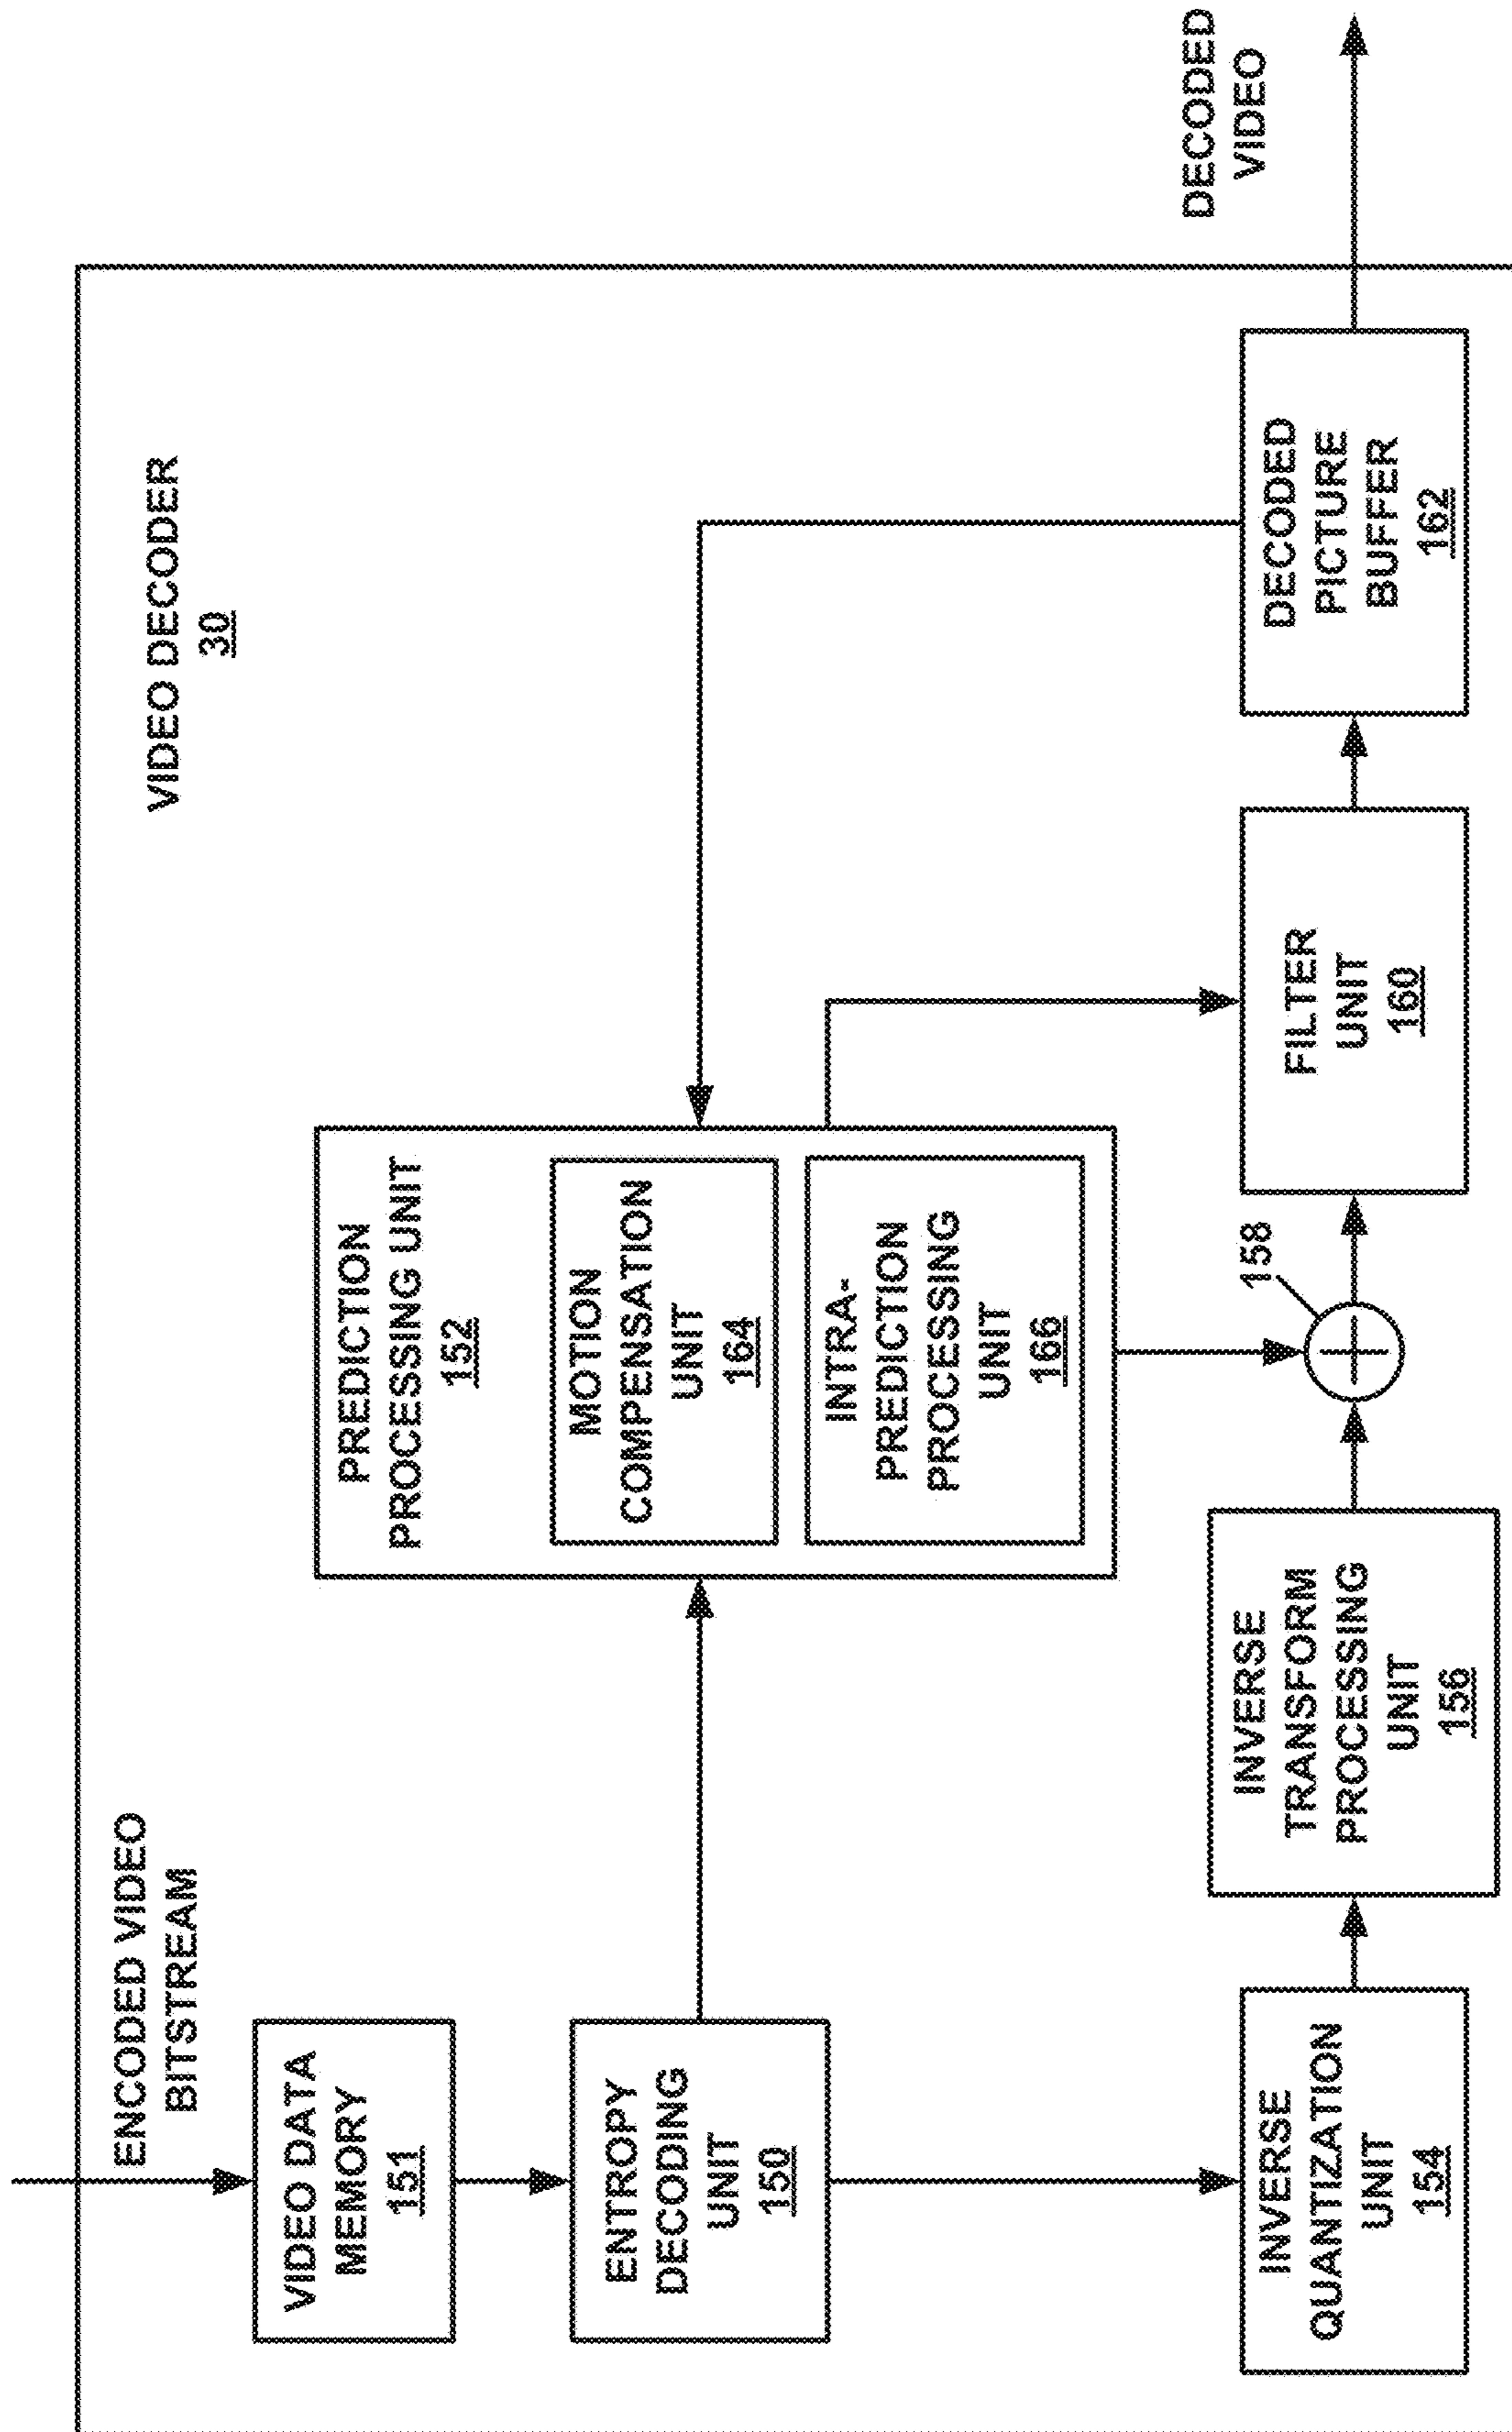 ENCODED VIDEO
BITSTREAM
VIDEO DECODER
30
DECODED
VIDEO
VIDEO DATA
MEMORY
151
ENTROPY
DECODING
UNIT
150
PREDICTION
PROCESSING UNIT
152
MOTION
COMPENSATION
UNIT
164
INTRA-
PREDICTION
PROCESSING
UNIT
166
INVERSE
QUANTIZATION
UNIT
154
INVERSE
TRANSFORM
PROCESSING
UNIT
156
158
FILTER
UNIT
160
DECODED
PICTURE
BUFFER
162